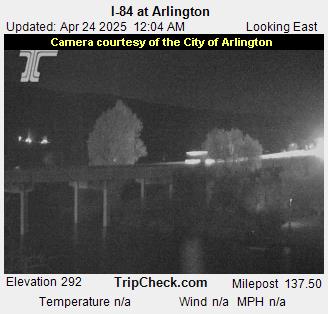 I-84 at Arlington
Updated: Apr 24 2025 12:04 AM Looking East
Camera courtesy of the City of Arlington
Elevation 292 TripCheck.com Milepost 137.50
Temperature n/a Wind n/a MPH n/a